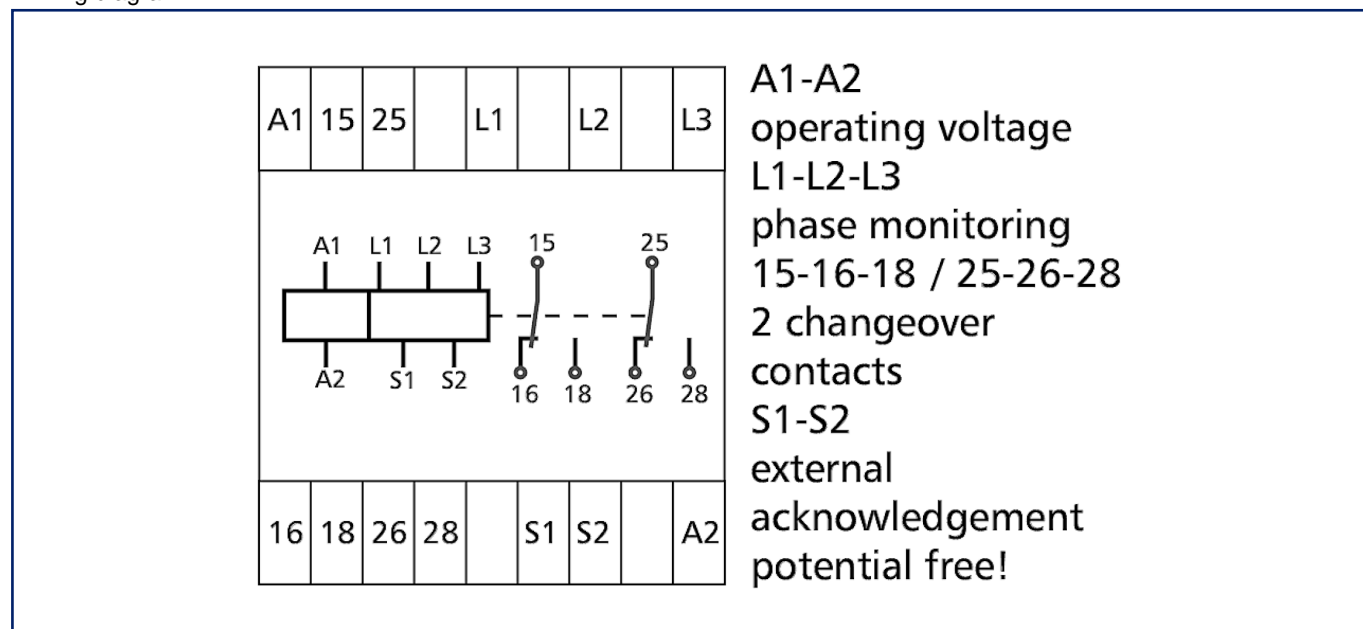 A1 15 25 L1 L2 L3
A1 L1 L2 L3 15 25
A2 S1 S2 16 18 26 28
16 18 26 28 S1 S2 A2
A1-A2
operating voltage
L1-L2-L3
phase monitoring
15-16-18 / 25-26-28
2 changeover
contacts
S1-S2
external
acknowledgement
potential free!